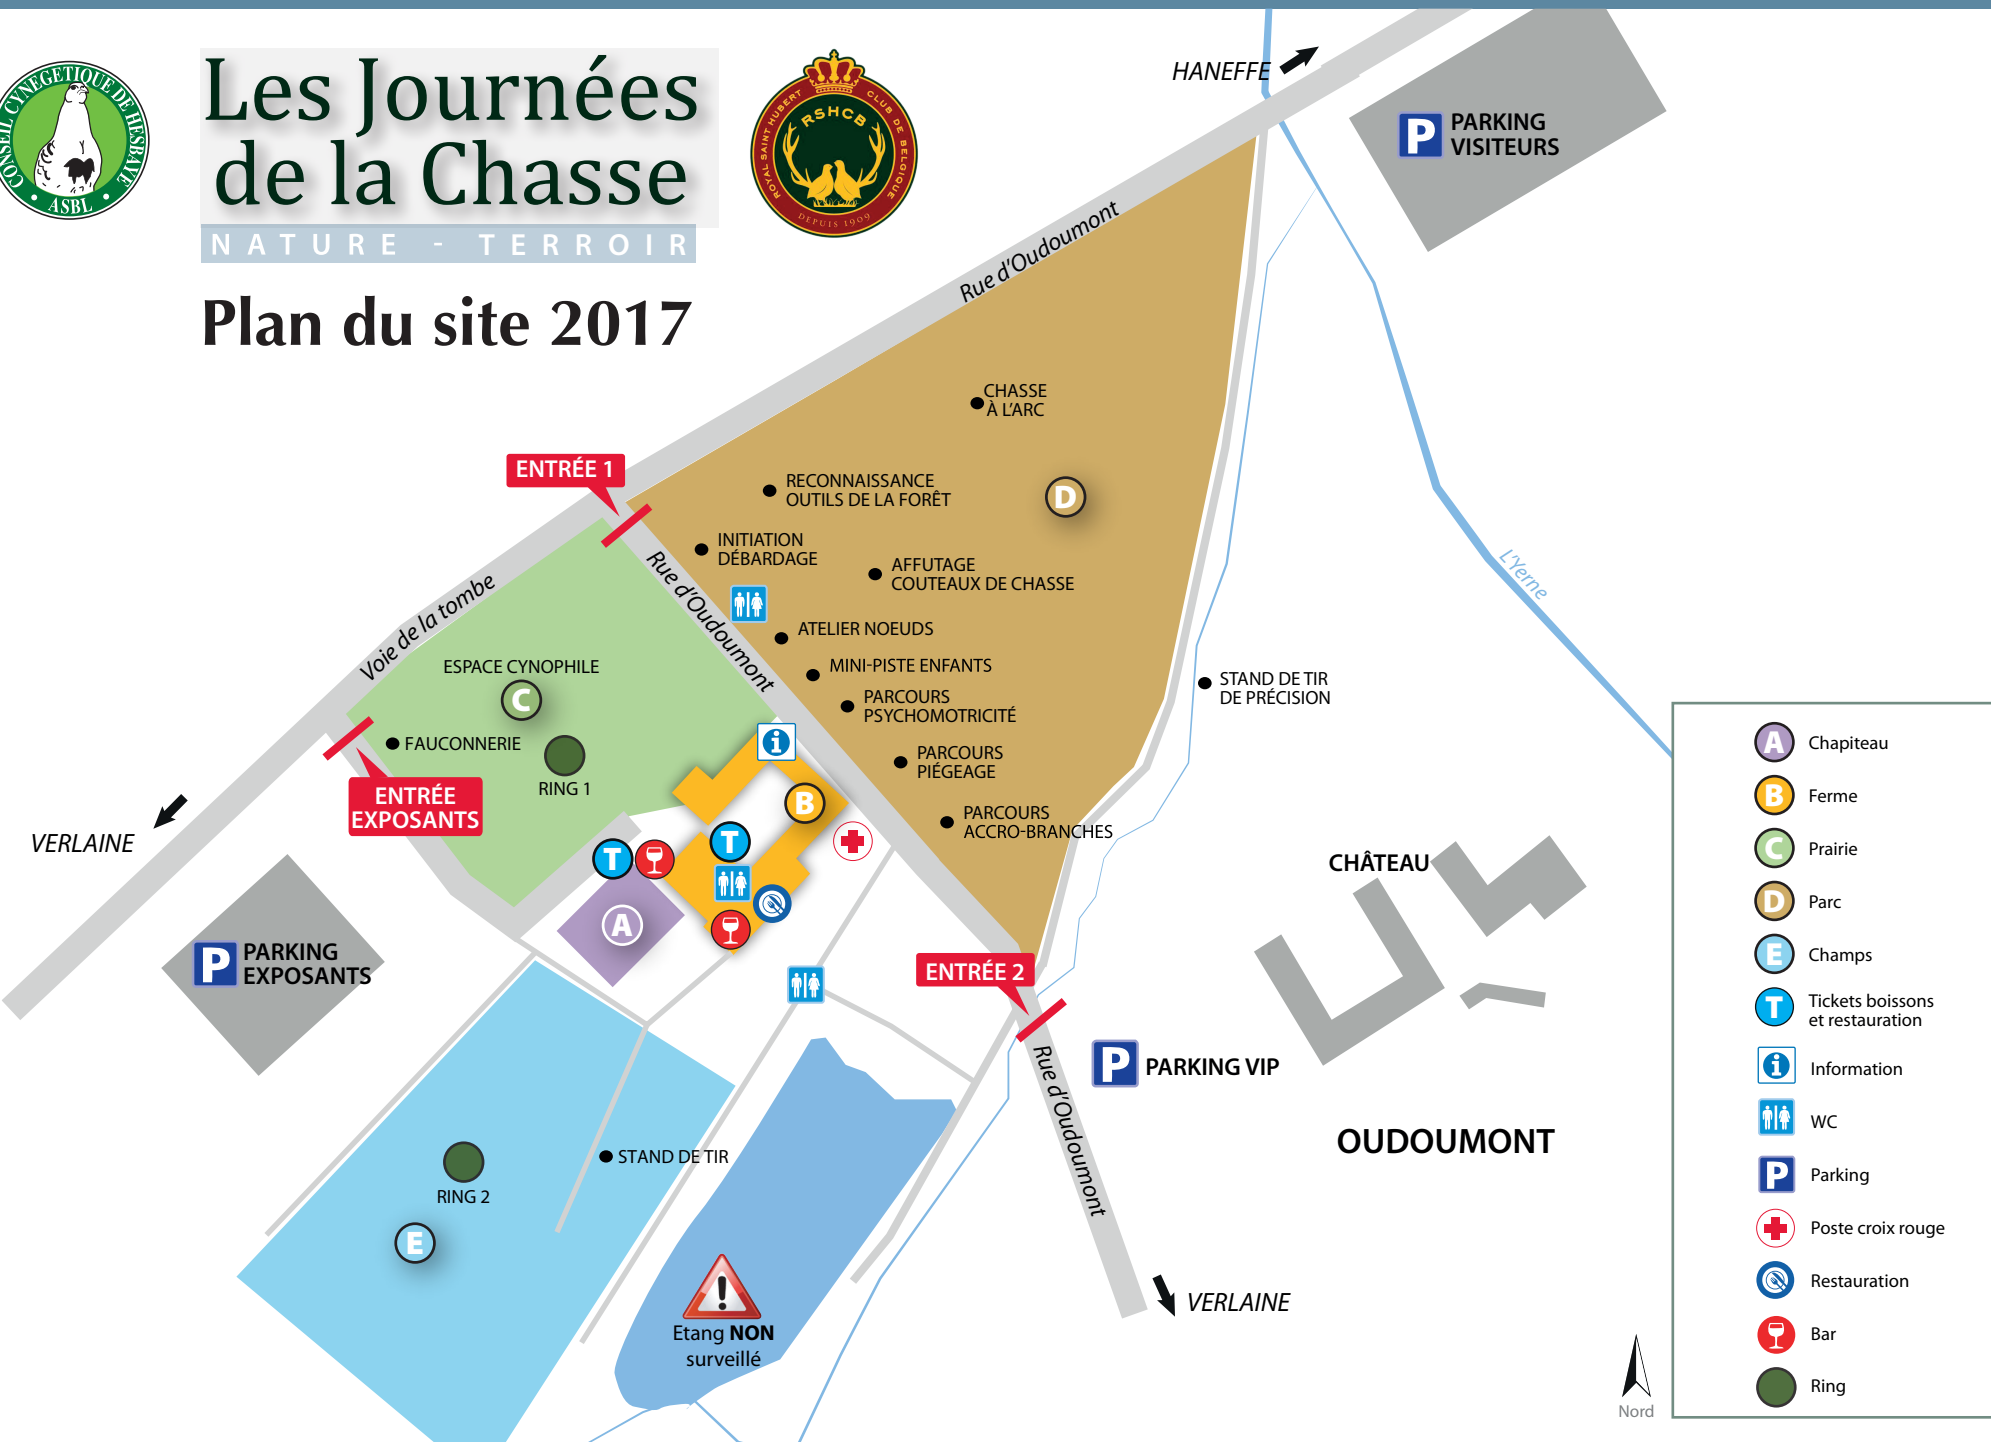 CONSEIL CYNEGETIQUE DE HESBAYE
• ASBL •
Les Journées
de la Chasse
NATURE - TERROIR
Plan du site 2017
ROYAL SAINT HUBERT CLUB DE BELGIQUE
RSHCB
DEPUIS 1909
HANEFFE
P PARKING
VISITEURS
Rue d'Oudoumont
CHASSE
À L'ARC
ENTRÉE 1
RECONNAISSANCE
OUTILS DE LA FORÊT
D
INITIATION
DÉBARDAGE
AFFUTAGE
COUTEAUX DE CHASSE
Rue d'Oudoumont
L'Yerne
Voie de la tombe
ATELIER NOEUDS
ESPACE CYNOPHILE
C
MINI-PISTE ENFANTS
PARCOURS
PSYCHOMOTRICITÉ
STAND DE TIR
DE PRÉCISION
FAUCONNERIE
RING 1
i
PARCOURS
PIÉGEAGE
ENTRÉE
EXPOSANTS
B
PARCOURS
ACCRO-BRANCHES
VERLAINE
T
T
CHÂTEAU
A
P PARKING
EXPOSANTS
ENTRÉE 2
P PARKING VIP
Rue d'Oudoumont
OUDOUMONT
STAND DE TIR
RING 2
E
VERLAINE
!
Etang NON
surveillé
A Chapiteau
B Ferme
C Prairie
D Parc
E Champs
T Tickets boissons
et restauration
i Information
WC
P Parking
Poste croix rouge
Restauration
Bar
Ring
Nord